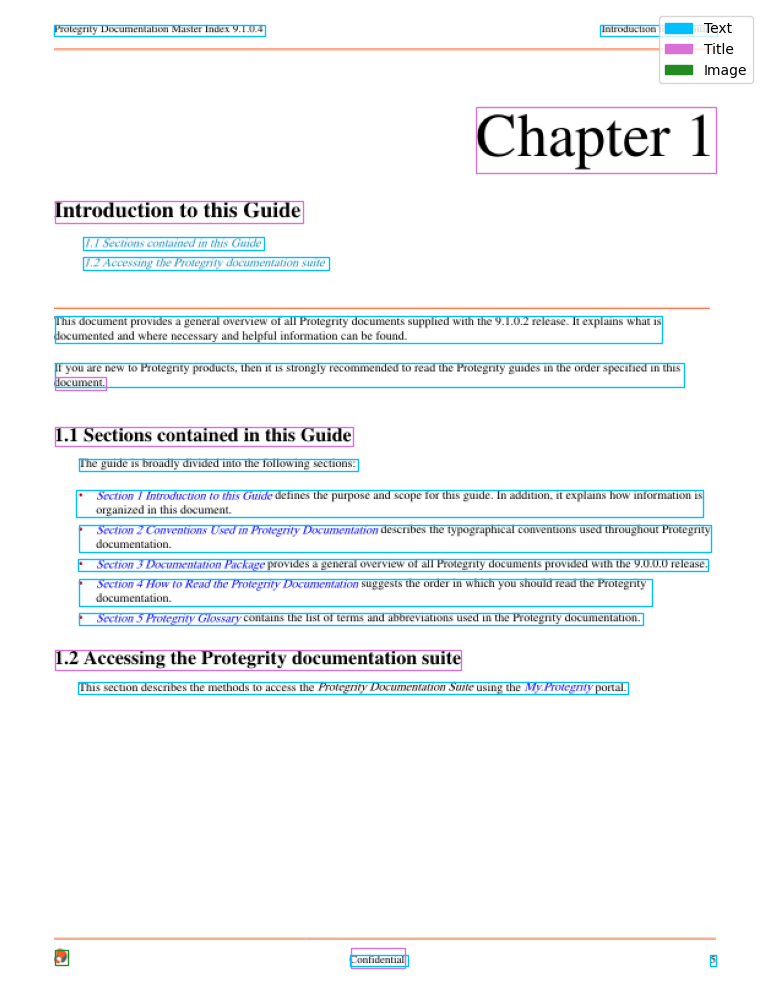 Protegrity Documentation Master Index 9.1.0.4
Introduction
Text
Title
Image
Chapter 1
Introduction to this Guide
1.1 Sections contained in this Guide
1.2 Accessing the Protegrity documentation suite
This document provides a general overview of all Protegrity documents supplied with the 9.1.0.2 release. It explains what is
documented and where necessary and helpful information can be found.
If you are new to Protegrity products, then it is strongly recommended to read the Protegrity guides in the order specified in this
document.
1.1 Sections contained in this Guide
The guide is broadly divided into the following sections:
• Section 1 Introduction to this Guide defines the purpose and scope for this guide. In addition, it explains how information is
organized in this document.
• Section 2 Conventions Used in Protegrity Documentation describes the typographical conventions used throughout Protegrity
documentation.
• Section 3 Documentation Package provides a general overview of all Protegrity documents provided with the 9.0.0.0 release.
• Section 4 How to Read the Protegrity Documentation suggests the order in which you should read the Protegrity
documentation.
• Section 5 Protegrity Glossary contains the list of terms and abbreviations used in the Protegrity documentation.
1.2 Accessing the Protegrity documentation suite
This section describes the methods to access the Protegrity Documentation Suite using the My.Protegrity portal.
Confidential
5